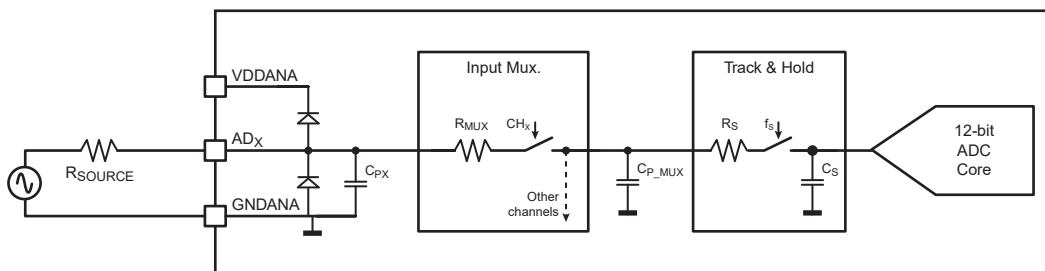 Input Mux.
Track & Hold
VDDANA
ADX
RSOURCE
GNDANA
CPX
RMUX
CHX
Other
channels
CP_MUX
RS
fS
CS
12-bit
ADC
Core